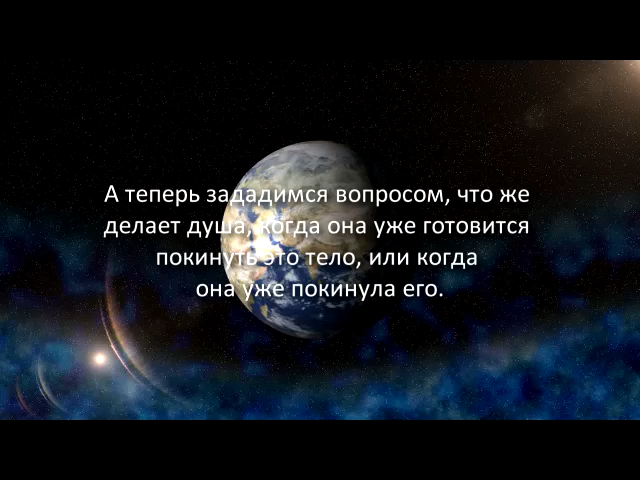 А теперь зададимся вопросом, что же
делает душа, когда она уже готовится
покинуть это тело, или когда
она уже покинула его.